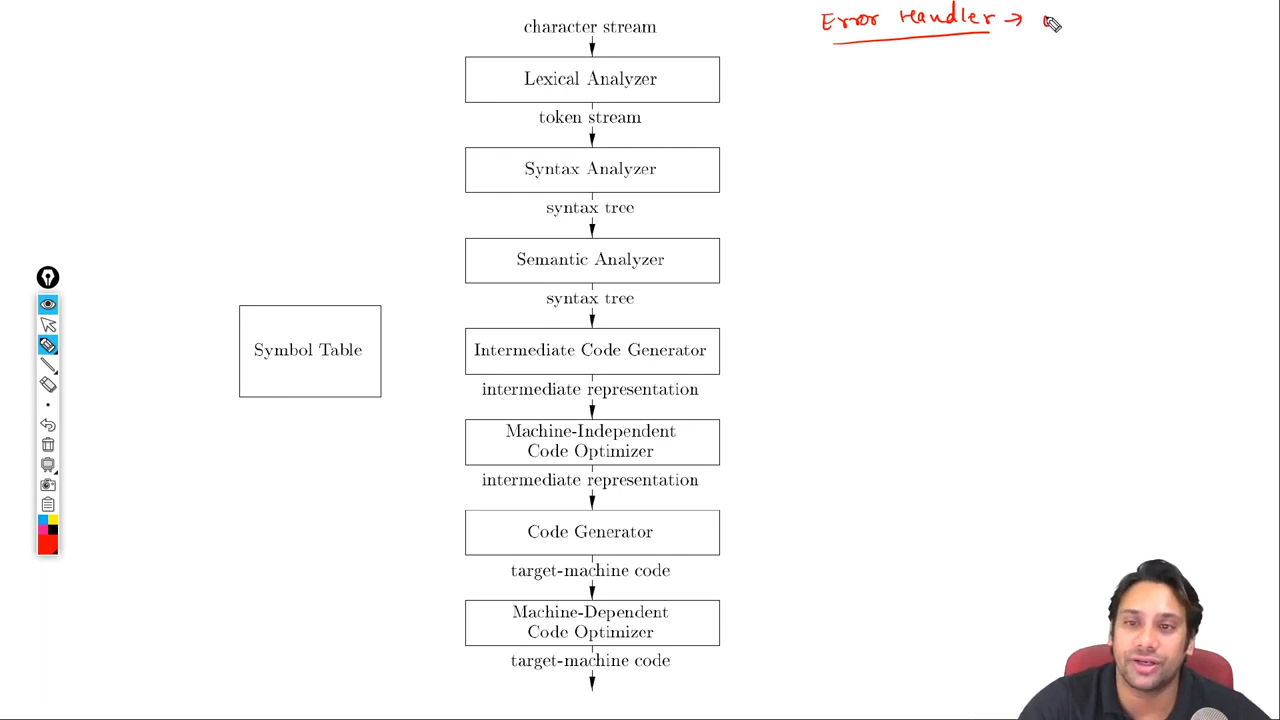 character stream
Error Handler →
Lexical Analyzer
token stream
Syntax Analyzer
syntax tree
Semantic Analyzer
syntax tree
Symbol Table
Intermediate Code Generator
intermediate representation
Machine-Independent
Code Optimizer
intermediate representation
Code Generator
target-machine code
Machine-Dependent
Code Optimizer
target-machine code